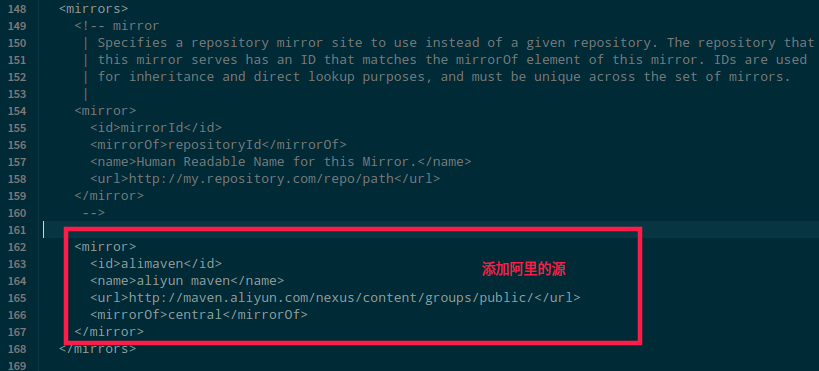 148 <mirrors>
149 <!-- mirror
150 | Specifies a repository mirror site to use instead of a given repository. The repository that
151 | this mirror serves has an ID that matches the mirrorOf element of this mirror. IDs are used
152 | for inheritance and direct lookup purposes, and must be unique across the set of mirrors.
153 |
154 <mirror>
155 <id>mirrorId</id>
156 <mirrorOf>repositoryId</mirrorOf>
157 <name>Human Readable Name for this Mirror.</name>
158 <url>http://my.repository.com/repo/path</url>
159 </mirror>
160 -->
161
162 <mirror>
163 <id>alimaven</id> 添加阿里的源
164 <name>aliyun maven</name>
165 <url>http://maven.aliyun.com/nexus/content/groups/public/</url>
166 <mirrorOf>central</mirrorOf>
167 </mirror>
168 </mirrors>
169